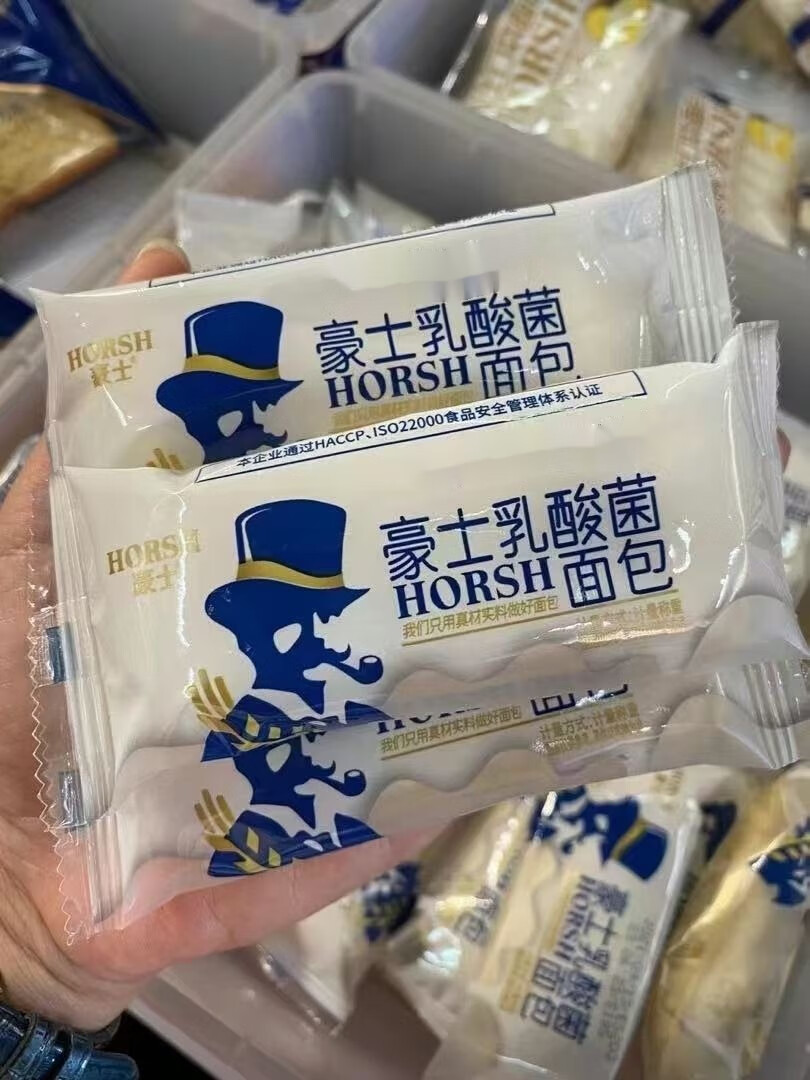 HORSH
豪士
豪士乳酸菌
HORSH面包
本企业通过HACCP、ISO22000食品安全管理体系认证
HORSH
豪士
豪士乳酸菌
HORSH面包
我们只用真材实料做好面包
计量方式:计量称重
我们只用真材实料做好面包
计量方式:计量称重
豪士乳酸菌
HORSH面包